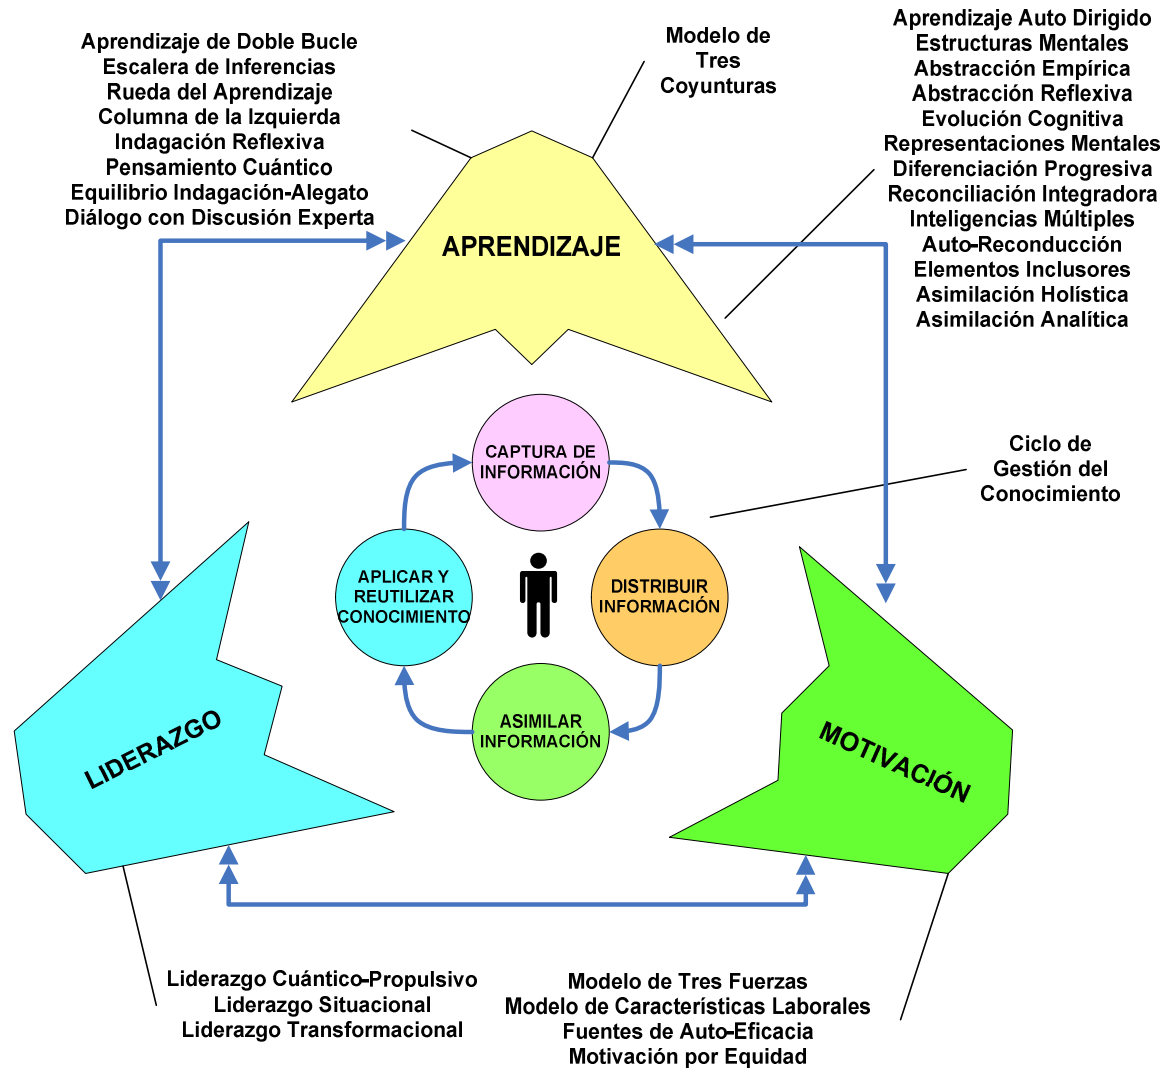 Aprendizaje de Doble Bucle
Escalera de Inferencias
Rueda del Aprendizaje
Columna de la Izquierda
Indagación Reflexiva
Pensamiento Cuántico
Equilibrio Indagación-Alegato
Diálogo con Discusión Experta
Modelo de
Tres
Coyunturas
Aprendizaje Auto Dirigido
Estructuras Mentales
Abstracción Empírica
Abstracción Reflexiva
Evolución Cognitiva
Representaciones Mentales
Diferenciación Progresiva
Reconciliación Integradora
Inteligencias Múltiples
Auto-Reconducción
Elementos Inclusores
Asimilación Holística
Asimilación Analítica
APRENDIZAJE
CAPTURA DE
INFORMACIÓN
Ciclo de
Gestión del
Conocimiento
APLICAR Y
REUTILIZAR
CONOCIMIENTO
DISTRIBUIR
INFORMACIÓN
ASIMILAR
INFORMACIÓN
LIDERAZGO
MOTIVACIÓN
Liderazgo Cuántico-Propulsivo
Liderazgo Situacional
Liderazgo Transformacional
Modelo de Tres Fuerzas
Modelo de Característicás Laborales
Fuentes de Auto-Eficacia
Motivación por Equidad